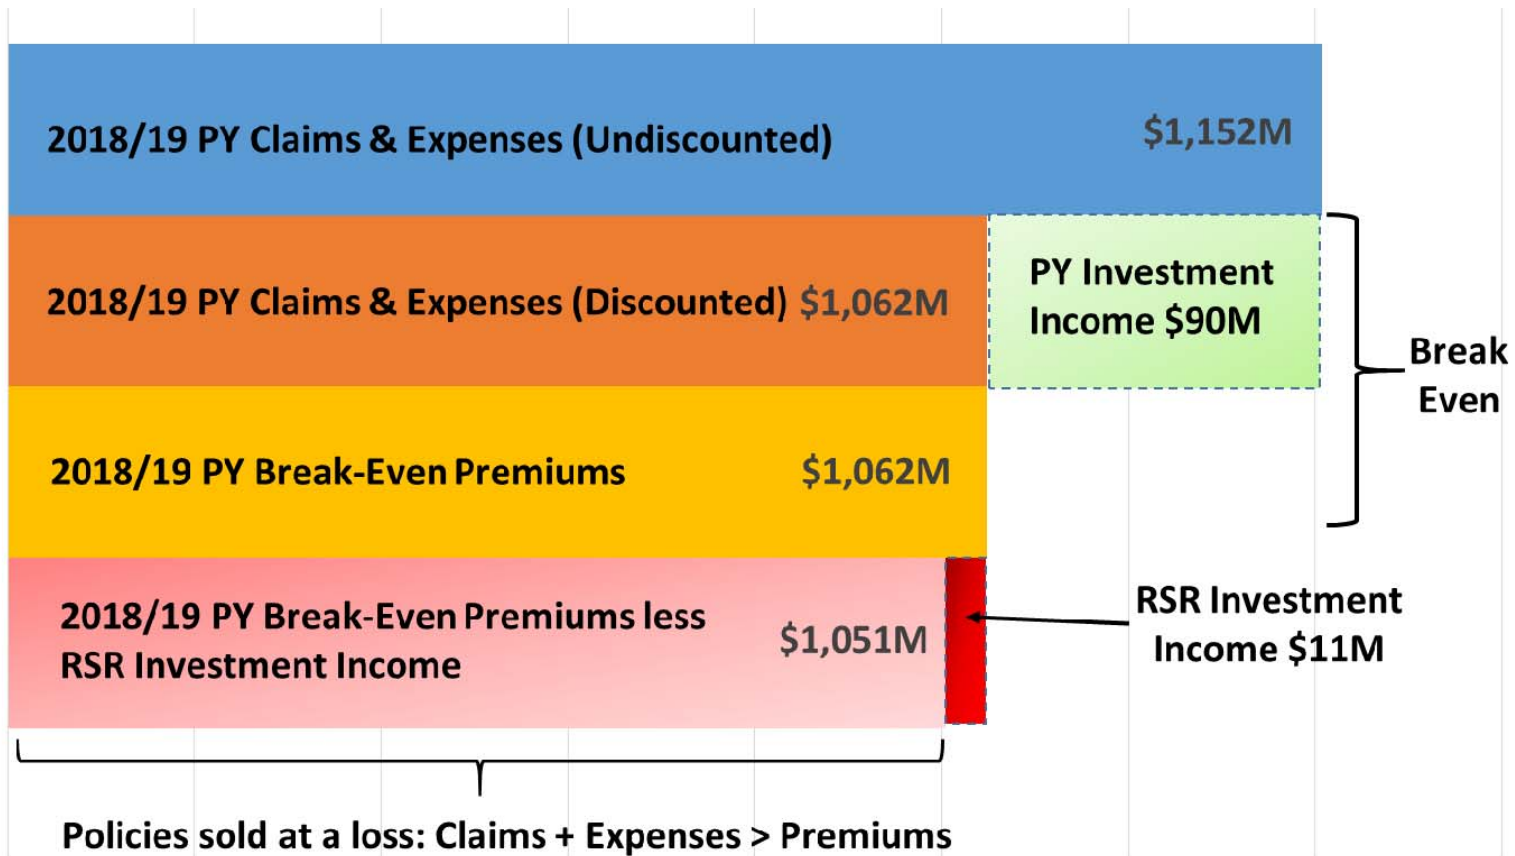 2018/19 PY Claims & Expenses (Undiscounted) $1,152M
2018/19 PY Claims & Expenses (Discounted) $1,062M
PY Investment
Income $90M
Break
Even
2018/19 PY Break-Even Premiums $1,062M
2018/19 PY Break-Even Premiums less
RSR Investment Income
$1,051M
RSR Investment
Income $11M
Policies sold at a loss: Claims + Expenses > Premiums